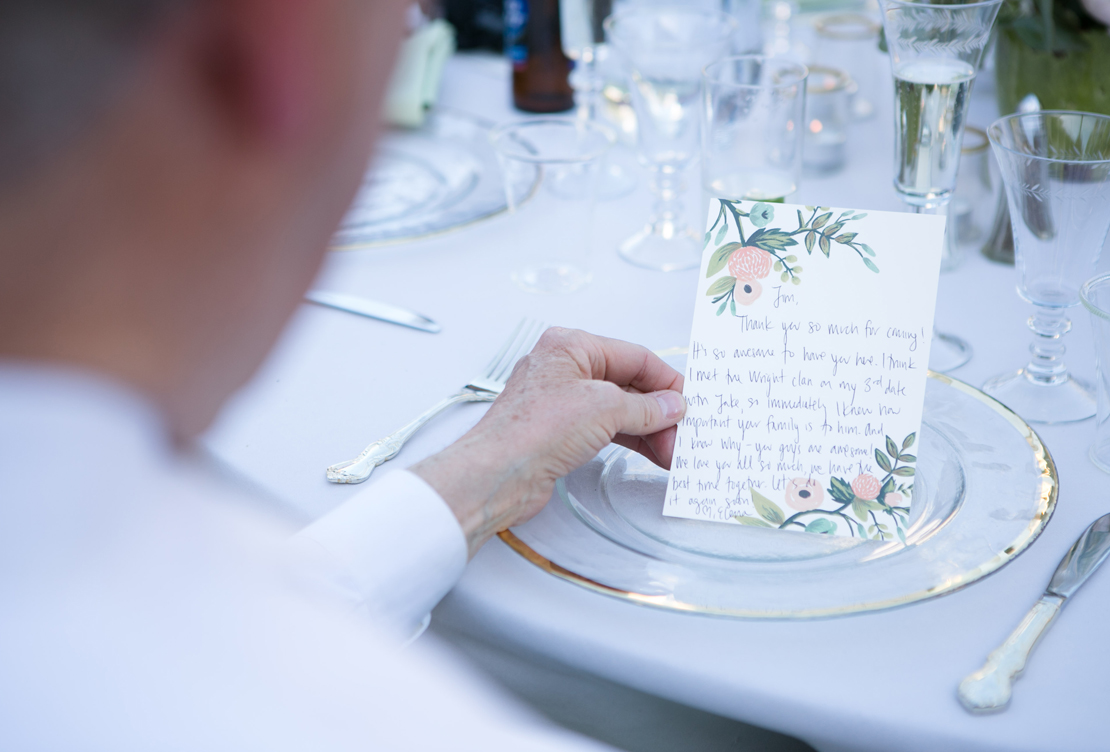 Jim,
Thank you so much for coming!
It's so awesome to have you here. I think
I met the Wright clan on my 3rd date
with Jake, so immediately I knew how
important your family is to him. and
I know why - you guys are awesome!
We love you all so much, we have the
best time together. Let's do
it again soon